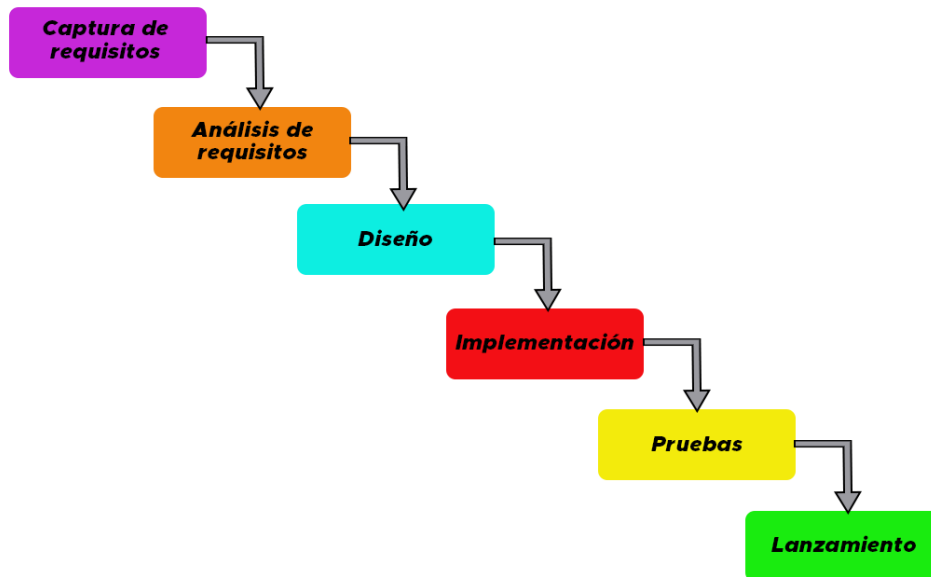 Captura de
requisitos
Análisis de
requisitos
Diseño
Implementación
Pruebas
Lanzamiento